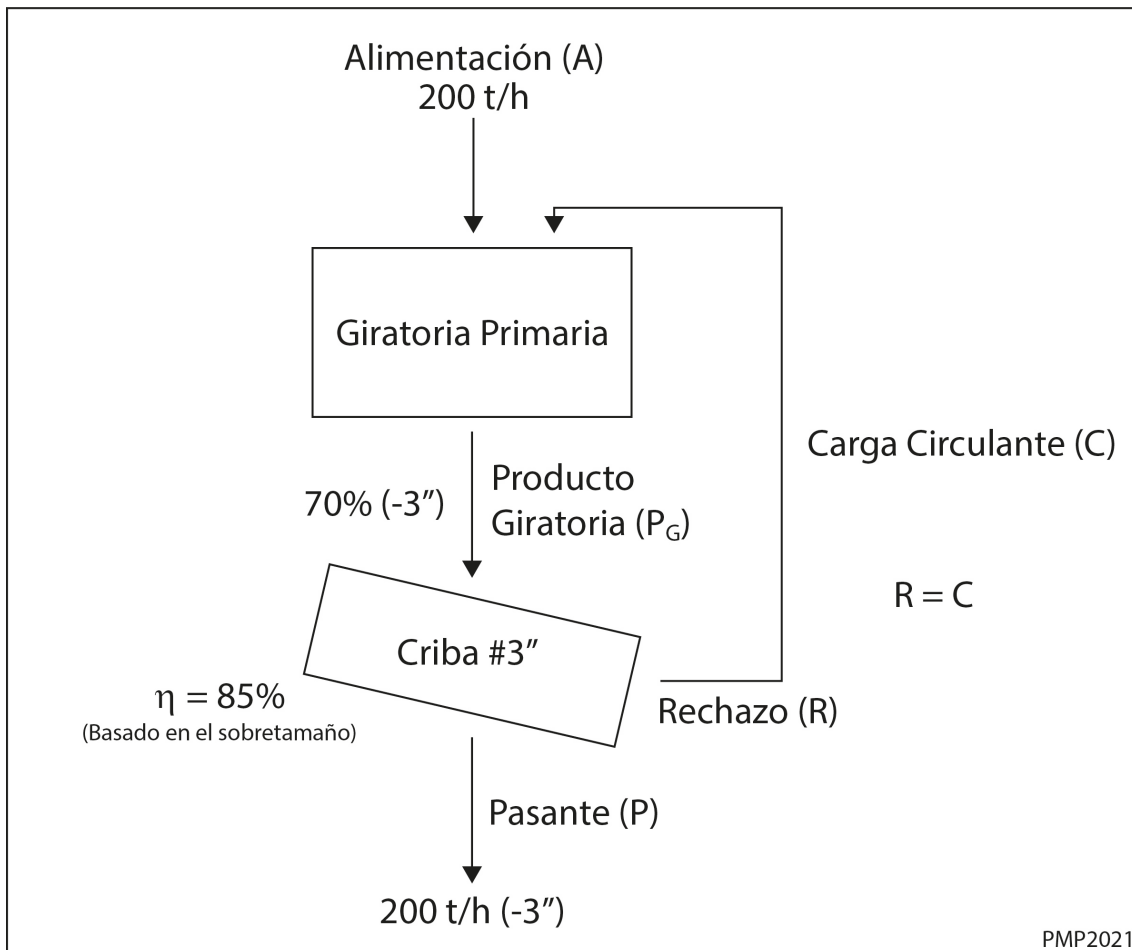 Alimentación (A)
200 t/h
Giratoria Primaria
Carga Circulante (C)
70% (-3”)
Producto
Giratoria (PG)
R = C
Criba #3”
η = 85%
(Basado en el sobretamaño)
Rechazo (R)
Pasante (P)
200 t/h (-3”)
PMP2021